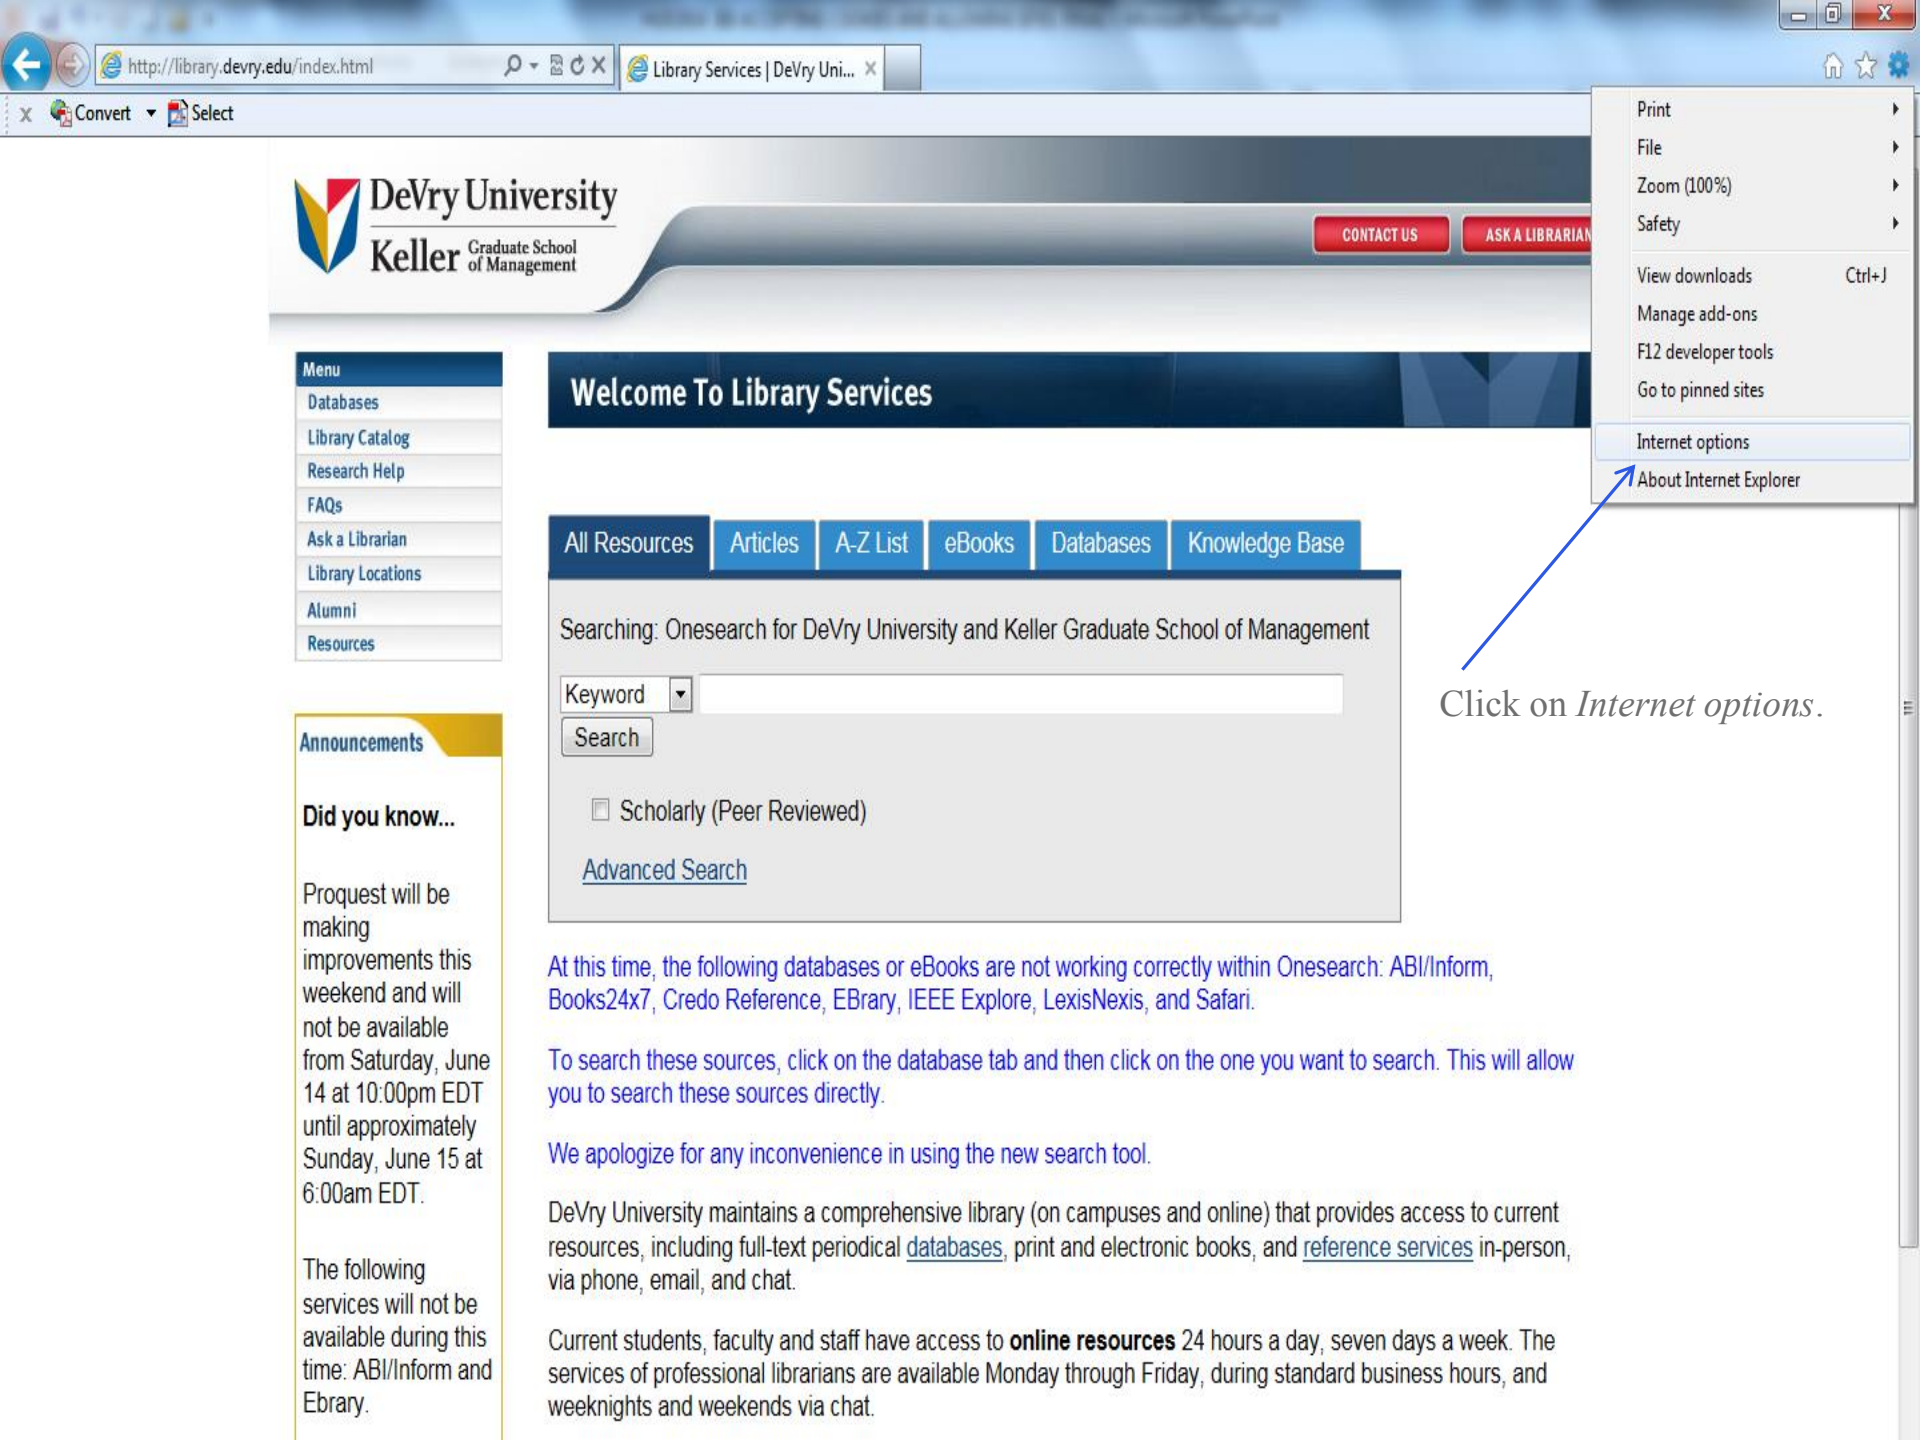 http://library.devry.edu/index.html
Library Services | DeVry Uni...
X
Convert
Select
Print
File
Zoom (100%)
Safety
View downloads Ctrl+J
Manage add-ons
F12 developer tools
Go to pinned sites
Internet options
About Internet Explorer
DeVry University
Keller Graduate School
of Management
CONTACT US
ASK A LIBRARIAN
Menu
Databases
Library Catalog
Research Help
FAQs
Ask a Librarian
Library Locations
Alumni
Resources
Welcome To Library Services
All Resources Articles A-Z List eBooks Databases Knowledge Base
Searching: Onesearch for DeVry University and Keller Graduate School of Management
Keyword
Search
Scholarly (Peer Reviewed)
Advanced Search
Click on Internet options.
Announcements
Did you know...
Proquest will be
making
improvements this
weekend and will
not be available
from Saturday, June
14 at 10:00pm EDT
until approximately
Sunday, June 15 at
6:00am EDT.
The following
services will not be
available during this
time: ABI/Inform and
Ebrary.
At this time, the following databases or eBooks are not working correctly within Onesearch: ABI/Inform,
Books24x7, Credo Reference, EBrary, IEEE Explore, LexisNexis, and Safari.
To search these sources, click on the database tab and then click on the one you want to search. This will allow
you to search these sources directly.
We apologize for any inconvenience in using the new search tool.
DeVry University maintains a comprehensive library (on campuses and online) that provides access to current
resources, including full-text periodical databases, print and electronic books, and reference services in-person,
via phone, email, and chat.
Current students, faculty and staff have access to online resources 24 hours a day, seven days a week. The
services of professional librarians are available Monday through Friday, during standard business hours, and
weeknights and weekends via chat.